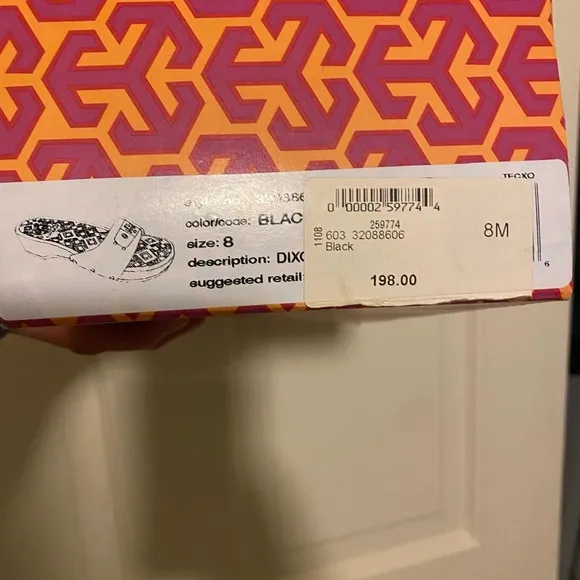 TECXO
color/code: BLAC
size: 8
description: DIXO
suggested retail:
0 00002 59774 4
259774
1108
603 32088606
8M
Black
198.00
6